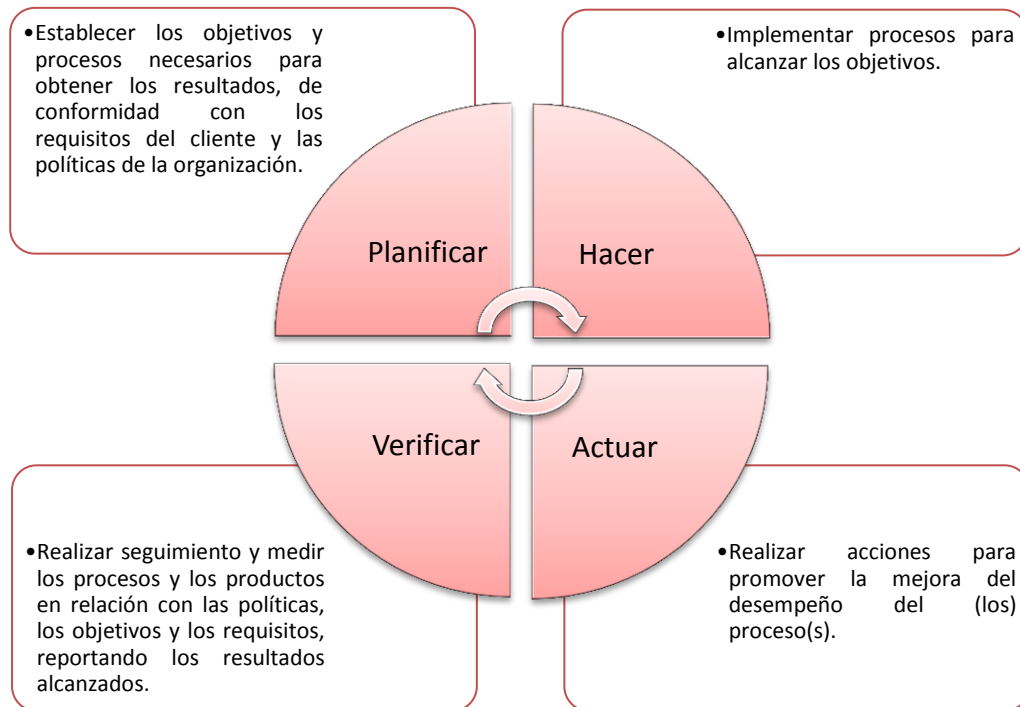 •Establecer los objetivos y
procesos necesarios para
obtener los resultados, de
conformidad con los
requisitos del cliente y las
políticas de la organización.
•Implementar procesos para
alcanzar los objetivos.
Planificar
Hacer
Verificar
Actuar
•Realizar seguimiento y medir
los procesos y los productos
en relación con las políticas,
los objetivos y los requisitos,
reportando los resultados
alcanzados.
•Realizar acciones para
promover la mejora del
desempeño del (los)
proceso(s).